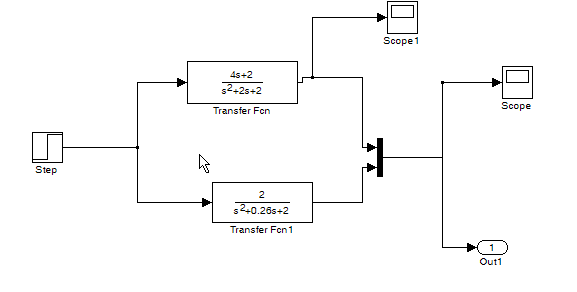 Scope1
4s+2
s2+2s+2
Transfer Fcn
Scope
Step
2
s2+0.26s+2
Transfer Fcn1
1
Out1